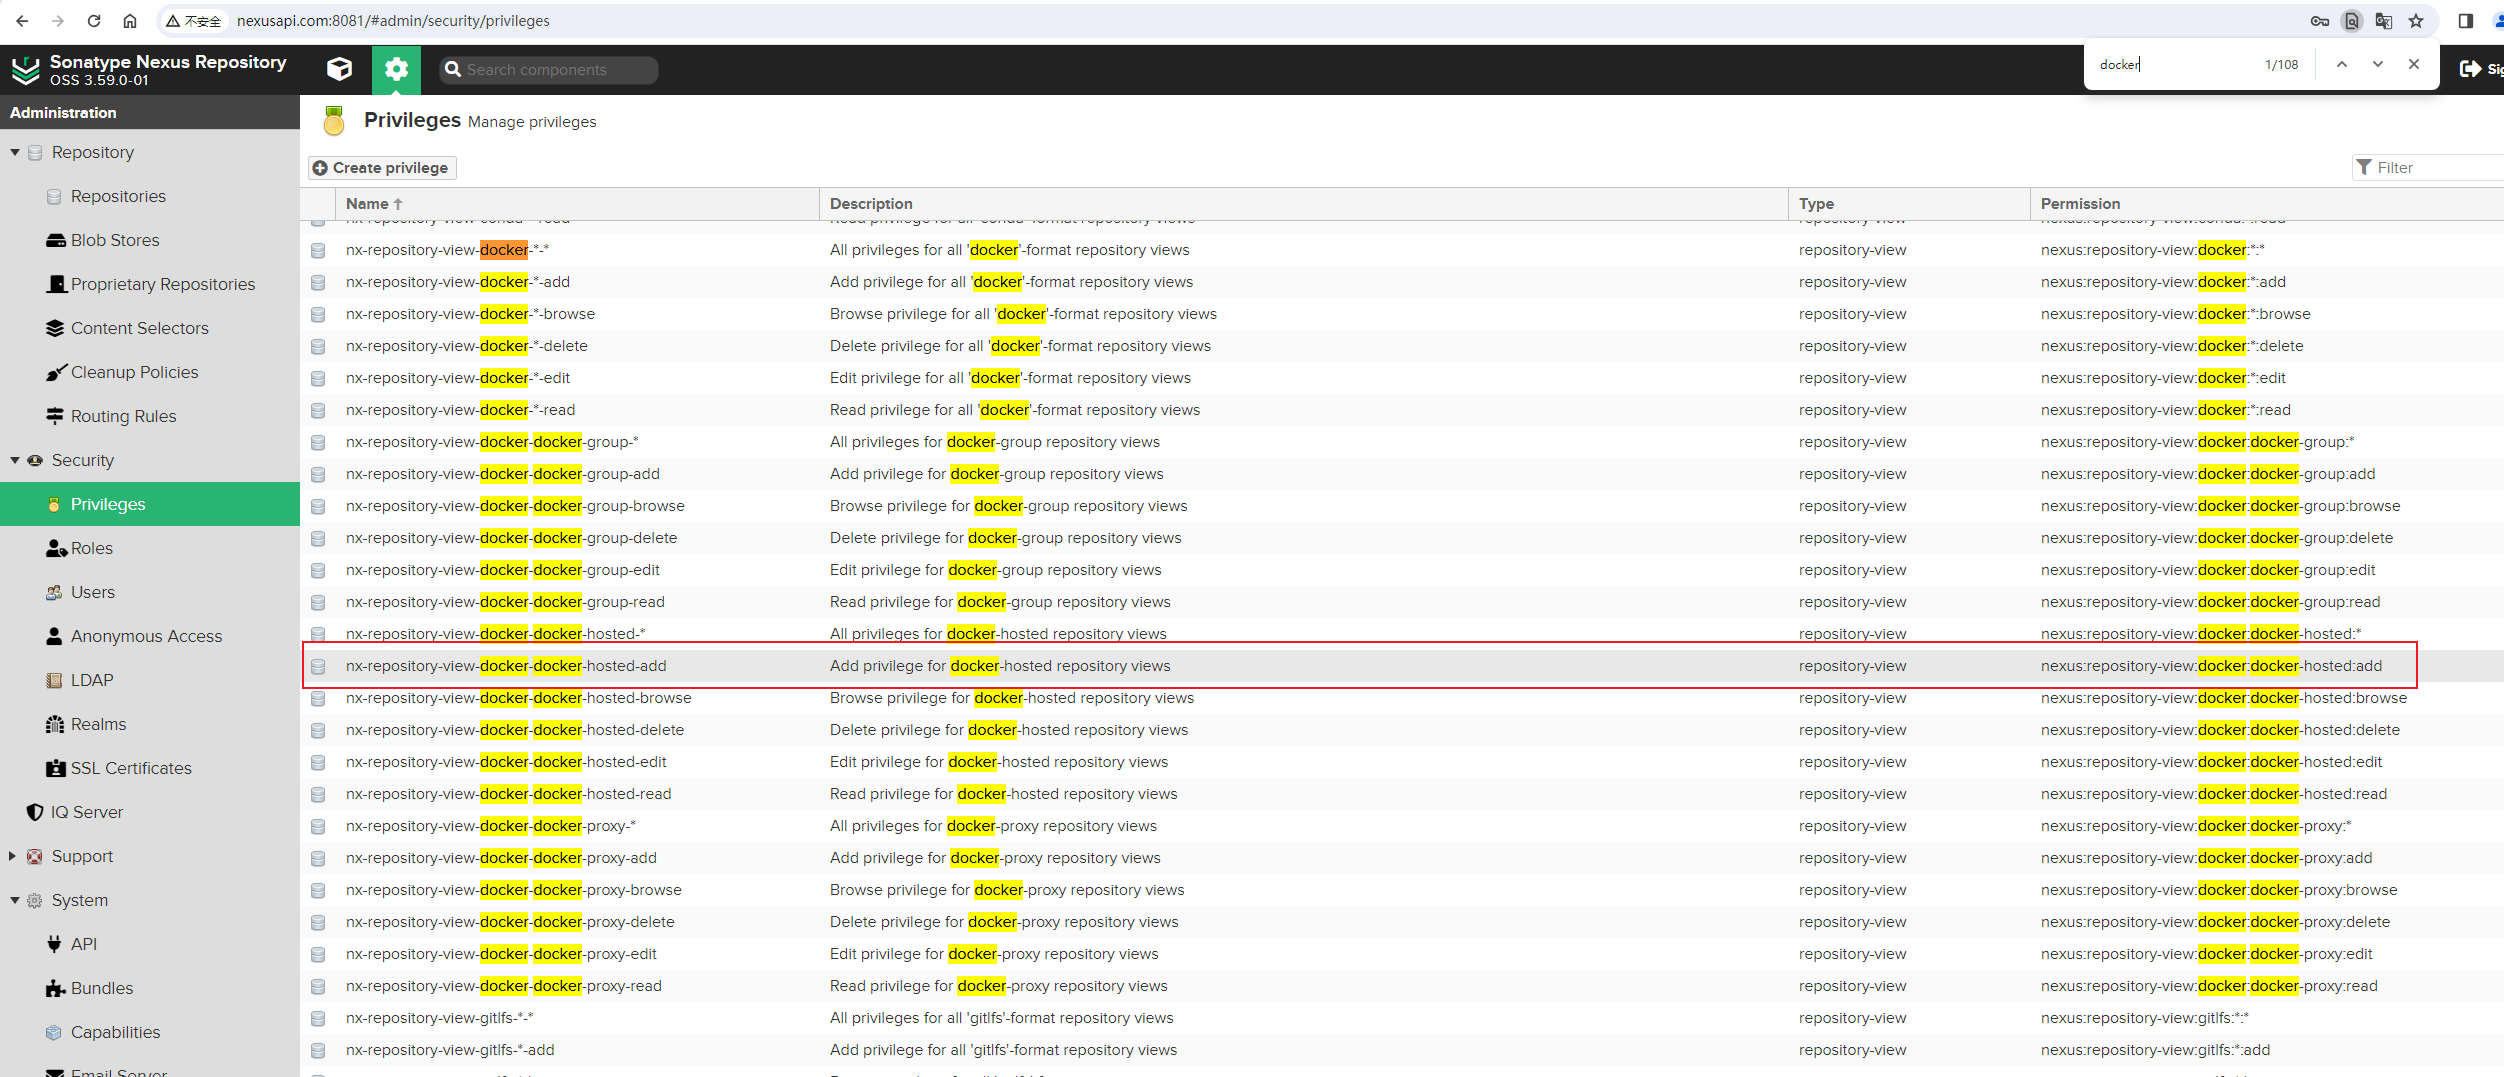 不安全 nexusapi.com:8081/#admin/security/privileges
docker 1/108
Sonatype Nexus Repository
OSS 3.59.0-01
Search components
Administration
Repository
Repositories
Blob Stores
Proprietary Repositories
Content Selectors
Cleanup Policies
Routing Rules
Security
Privileges
Roles
Users
Anonymous Access
LDAP
Realms
SSL Certificates
IQ Server
Support
System
API
Bundles
Capabilities
Email Server
Privileges Manage privileges
Create privilege
Filter
Name Description Type Permission
nx-repository-view-docker-*-* All privileges for all 'docker'-format repository views repository-view nexus:repository-view:docker:*:*
nx-repository-view-docker-*-add Add privilege for all 'docker'-format repository views repository-view nexus:repository-view:docker:*:add
nx-repository-view-docker-*-browse Browse privilege for all 'docker'-format repository views repository-view nexus:repository-view:docker:*:browse
nx-repository-view-docker-*-delete Delete privilege for all 'docker'-format repository views repository-view nexus:repository-view:docker:*:delete
nx-repository-view-docker-*-edit Edit privilege for all 'docker'-format repository views repository-view nexus:repository-view:docker:*:edit
nx-repository-view-docker-*-read Read privilege for all 'docker'-format repository views repository-view nexus:repository-view:docker:*:read
nx-repository-view-docker-docker-group-* All privileges for docker-group repository views repository-view nexus:repository-view:docker:docker-group:*
nx-repository-view-docker-docker-group-add Add privilege for docker-group repository views repository-view nexus:repository-view:docker:docker-group:add
nx-repository-view-docker-docker-group-browse Browse privilege for docker-group repository views repository-view nexus:repository-view:docker:docker-group:browse
nx-repository-view-docker-docker-group-delete Delete privilege for docker-group repository views repository-view nexus:repository-view:docker:docker-group:delete
nx-repository-view-docker-docker-group-edit Edit privilege for docker-group repository views repository-view nexus:repository-view:docker:docker-group:edit
nx-repository-view-docker-docker-group-read Read privilege for docker-group repository views repository-view nexus:repository-view:docker:docker-group:read
nx-repository-view-docker-docker-hosted-* All privileges for docker-hosted repository views repository-view nexus:repository-view:docker:docker-hosted:*
nx-repository-view-docker-docker-hosted-add Add privilege for docker-hosted repository views repository-view nexus:repository-view:docker:docker-hosted:add
nx-repository-view-docker-docker-hosted-browse Browse privilege for docker-hosted repository views repository-view nexus:repository-view:docker:docker-hosted:browse
nx-repository-view-docker-docker-hosted-delete Delete privilege for docker-hosted repository views repository-view nexus:repository-view:docker:docker-hosted:delete
nx-repository-view-docker-docker-hosted-edit Edit privilege for docker-hosted repository views repository-view nexus:repository-view:docker:docker-hosted:edit
nx-repository-view-docker-docker-hosted-read Read privilege for docker-hosted repository views repository-view nexus:repository-view:docker:docker-hosted:read
nx-repository-view-docker-docker-proxy-* All privileges for docker-proxy repository views repository-view nexus:repository-view:docker:docker-proxy:*
nx-repository-view-docker-docker-proxy-add Add privilege for docker-proxy repository views repository-view nexus:repository-view:docker:docker-proxy:add
nx-repository-view-docker-docker-proxy-browse Browse privilege for docker-proxy repository views repository-view nexus:repository-view:docker:docker-proxy:browse
nx-repository-view-docker-docker-proxy-delete Delete privilege for docker-proxy repository views repository-view nexus:repository-view:docker:docker-proxy:delete
nx-repository-view-docker-docker-proxy-edit Edit privilege for docker-proxy repository views repository-view nexus:repository-view:docker:docker-proxy:edit
nx-repository-view-docker-docker-proxy-read Read privilege for docker-proxy repository views repository-view nexus:repository-view:docker:docker-proxy:read
nx-repository-view-gitlfs-*-* All privileges for all 'gitlfs'-format repository views repository-view nexus:repository-view:gitlfs:*:*
nx-repository-view-gitlfs-*-add Add privilege for all 'gitlfs'-format repository views repository-view nexus:repository-view:gitlfs:*:add